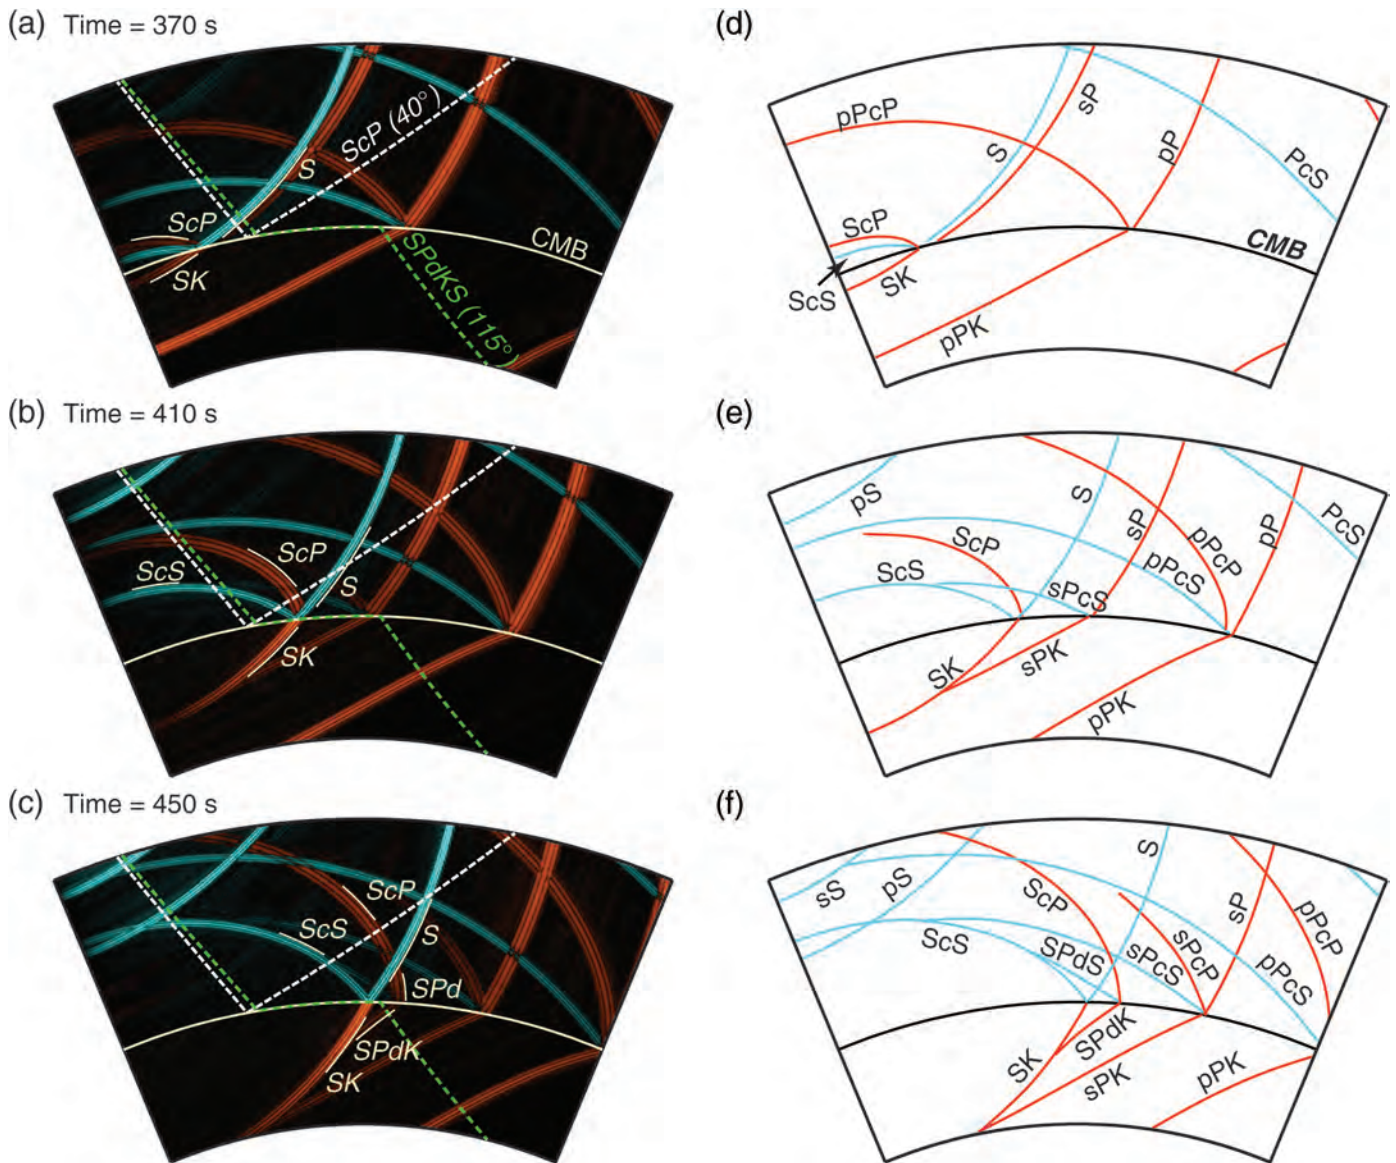 (a) Time = 370 s
ScP (40°)
S
ScP
CMB
SPdKS (115°)
SK
(d)
sP
pPcP
S
pP
PcS
ScP
CMB
ScS
SK
pPK
(b) Time = 410 s
ScP
ScS
S
SK
(e)
pS
S
sP
pPcP
pP
PcS
ScP
ScS
sPcS
pPcS
SK
sPK
pPK
(c) Time = 450 s
ScP
ScS
S
SPd
SPdK
SK
(f)
sS
pS
ScP
S
sP
pPcP
ScS
SPdS
sPcS
sPcP
pPcS
SK
SPdK
sPK
pPK